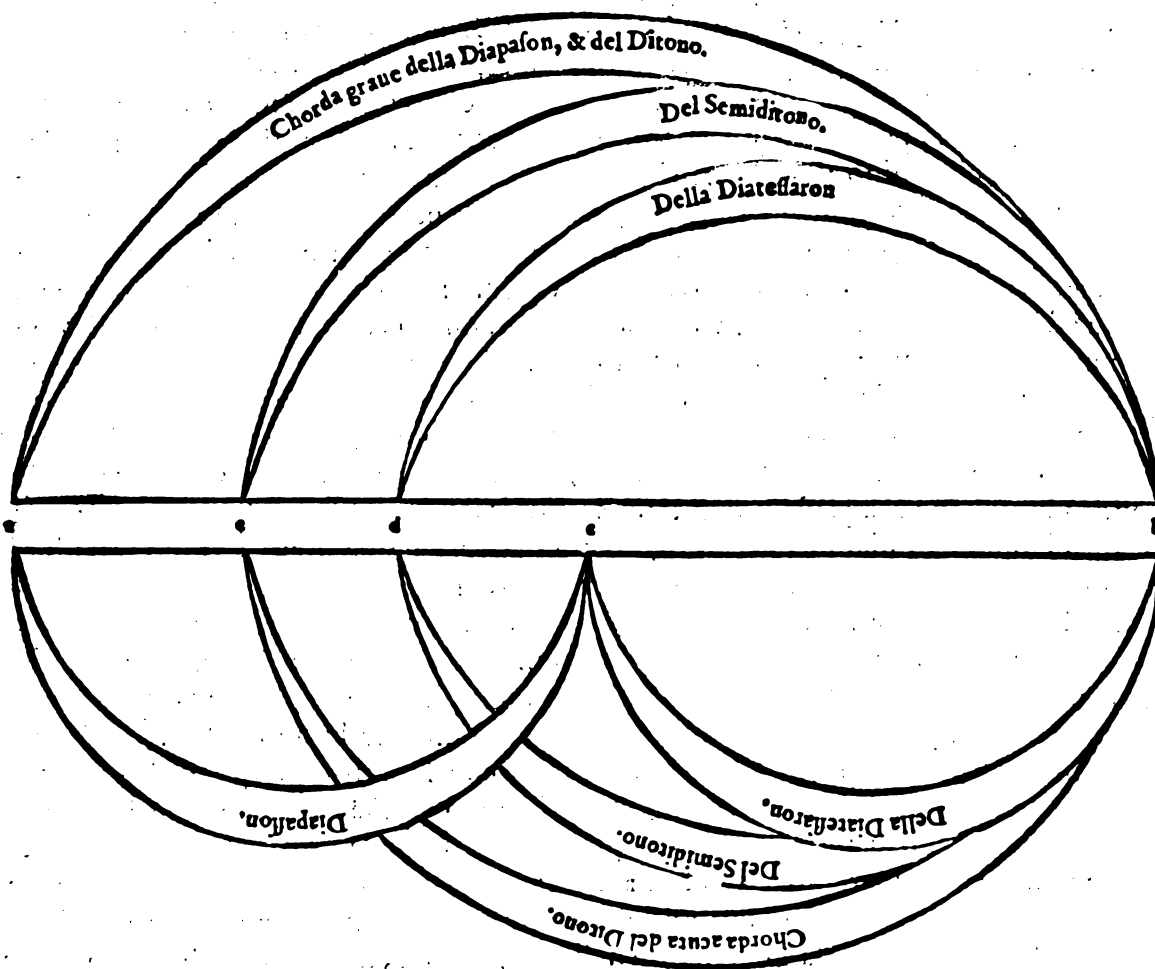 Chorda graue della Diapaſon, & del Ditono.
Del Semiditono.
Della Diateſſaron
a e d c b
Diapaſſon.
Della Diateſſaron.
Del Semiditono.
Chorda acuta del Ditono.